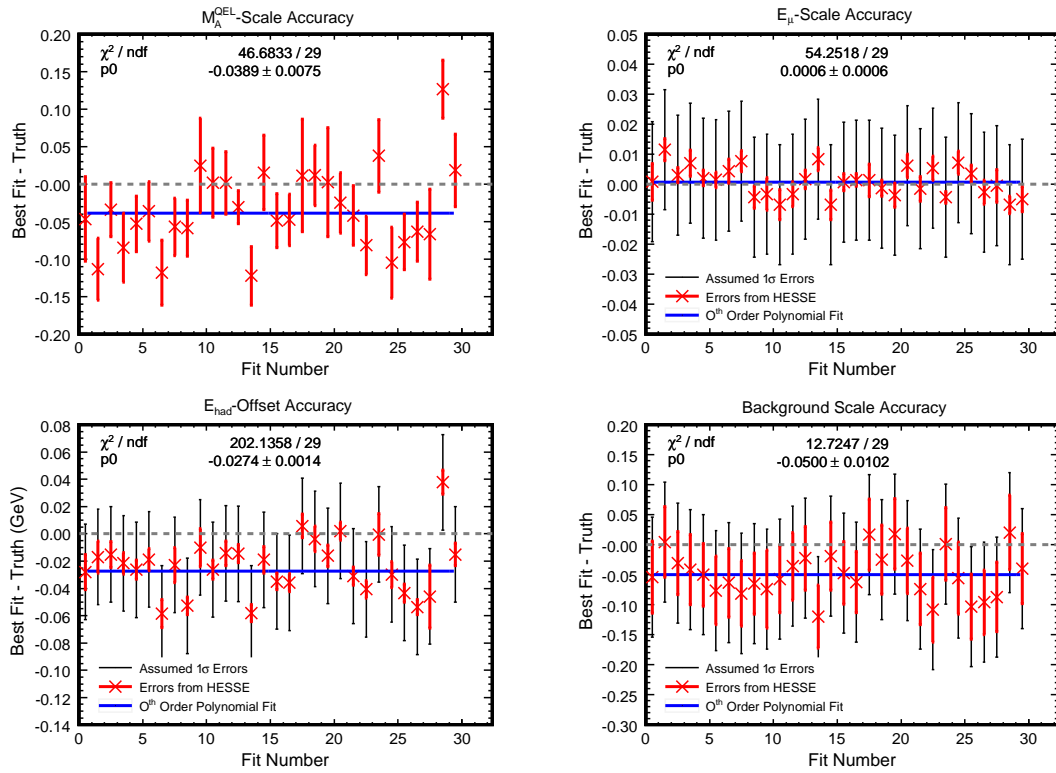 M_A^QEL-Scale Accuracy
χ² / ndf 46.6833 / 29
p0 -0.0389 ± 0.0075
Best Fit - Truth
0.20
0.15
0.10
0.05
-0.00
-0.05
-0.10
-0.15
-0.20
0 5 10 15 20 25 30
Fit Number
E_μ-Scale Accuracy
χ² / ndf 54.2518 / 29
p0 0.0006 ± 0.0006
Best Fit - Truth
0.05
0.04
0.03
0.02
0.01
0.00
-0.01
-0.02
-0.03
-0.04
-0.05
Assumed 1σ Errors
Errors from HESSE
O^th Order Polynomial Fit
0 5 10 15 20 25 30
Fit Number
E_had-Offset Accuracy
χ² / ndf 202.1358 / 29
p0 -0.0274 ± 0.0014
Best Fit - Truth (GeV)
0.08
0.06
0.04
0.02
-0.00
-0.02
-0.04
-0.06
-0.08
-0.10
-0.12
-0.14
Assumed 1σ Errors
Errors from HESSE
O^th Order Polynomial Fit
0 5 10 15 20 25 30
Fit Number
Background Scale Accuracy
χ² / ndf 12.7247 / 29
p0 -0.0500 ± 0.0102
Best Fit - Truth
0.20
0.15
0.10
0.05
-0.00
-0.05
-0.10
-0.15
-0.20
-0.25
-0.30
Assumed 1σ Errors
Errors from HESSE
O^th Order Polynomial Fit
0 5 10 15 20 25 30
Fit Number